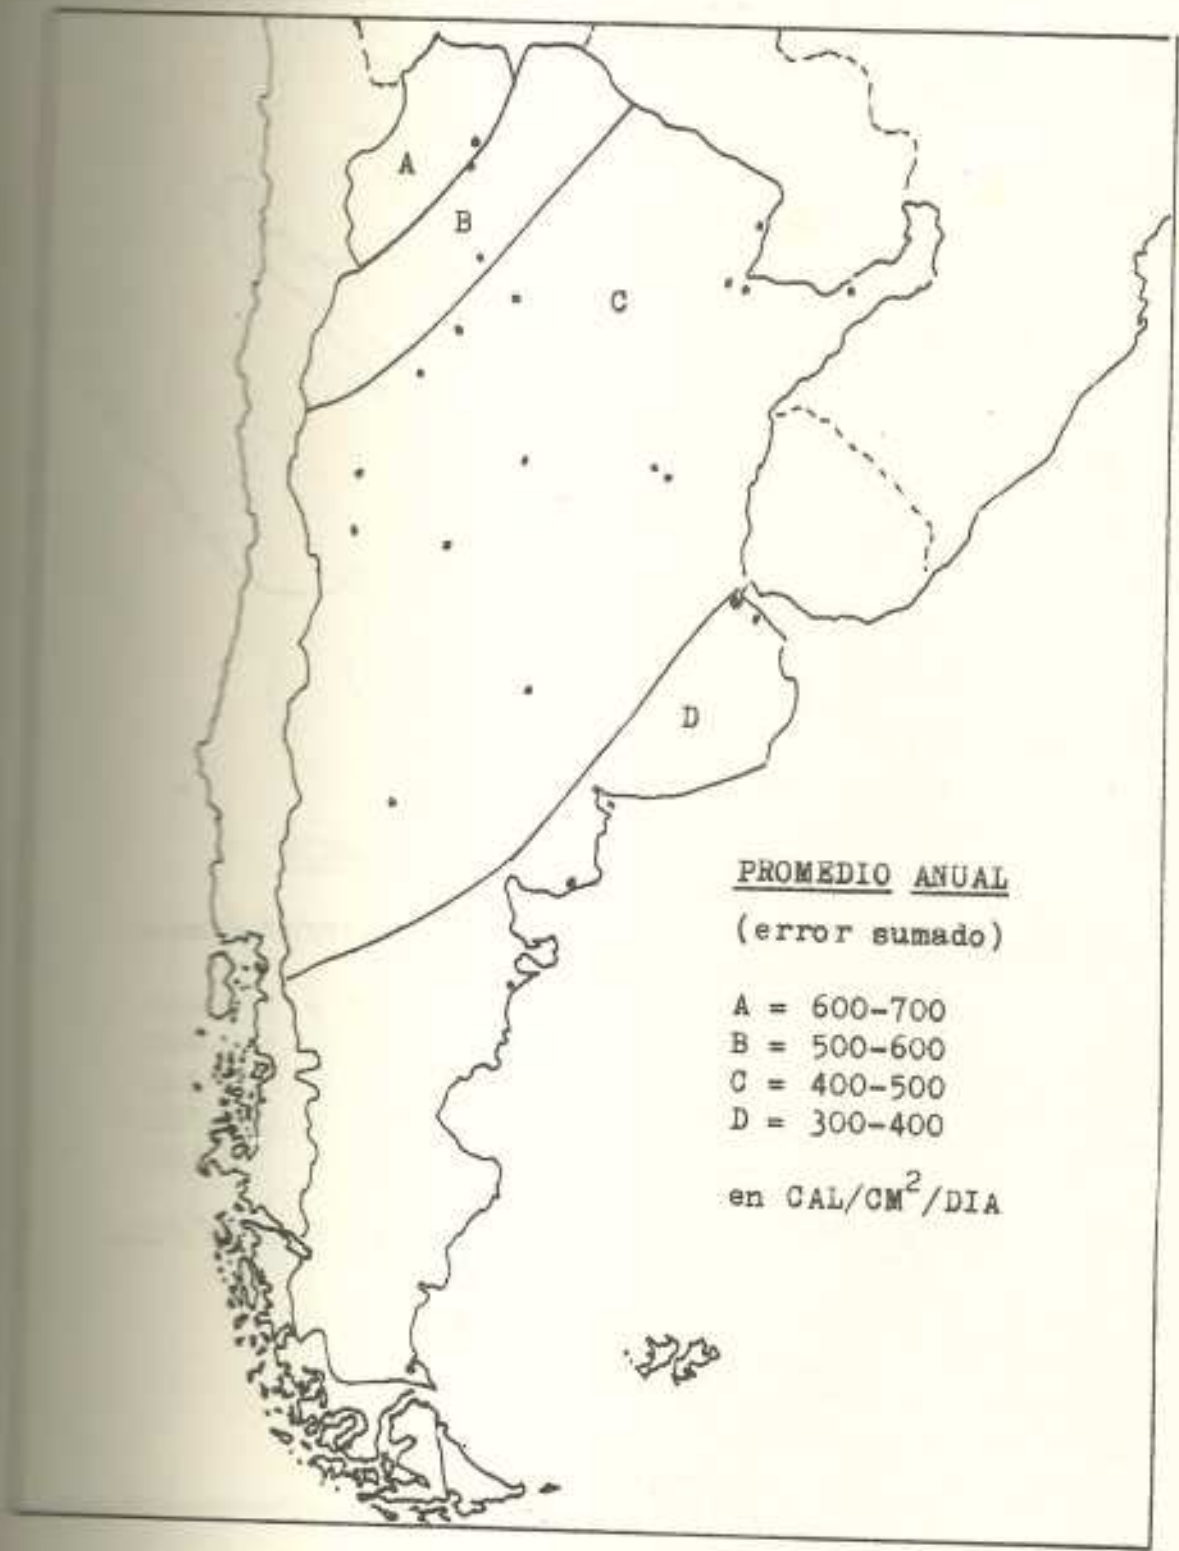 A
B
C
D
PROMEDIO ANUAL
(error sumado)
A = 600-700
B = 500-600
C = 400-500
D = 300-400
en CAL/CM²/DIA